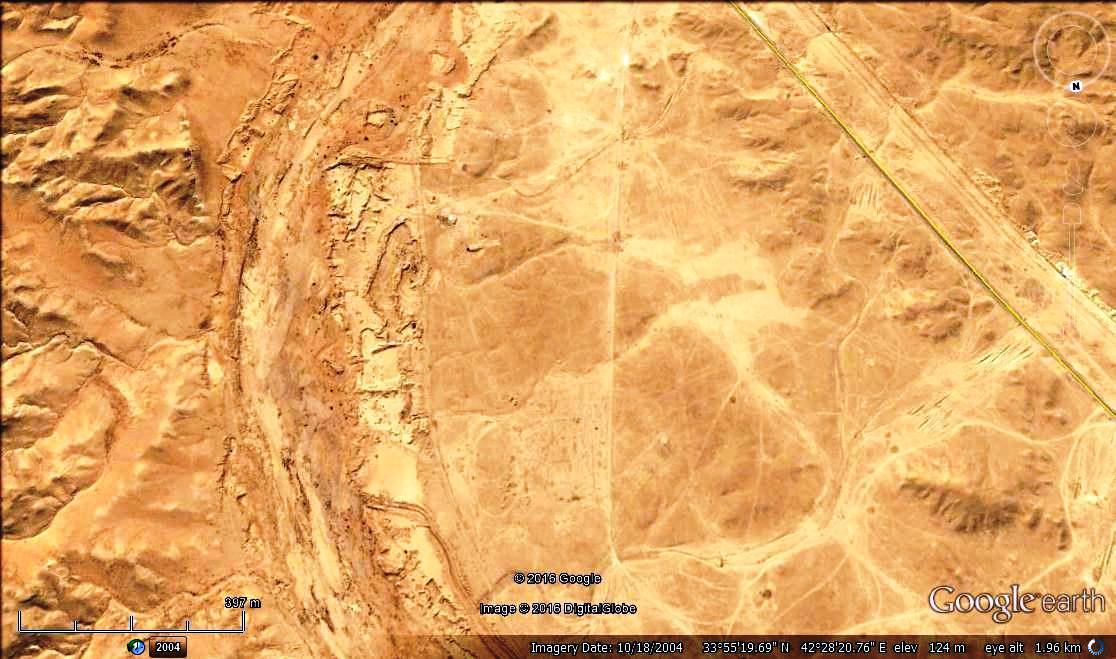 N
© 2016 Google
Image © 2016 DigitalGlobe
Google earth
397 m
2004
Imagery Date: 10/18/2004 33°55'19.69" N 42°28'20.76" E elev 124 m eye alt 1.96 km